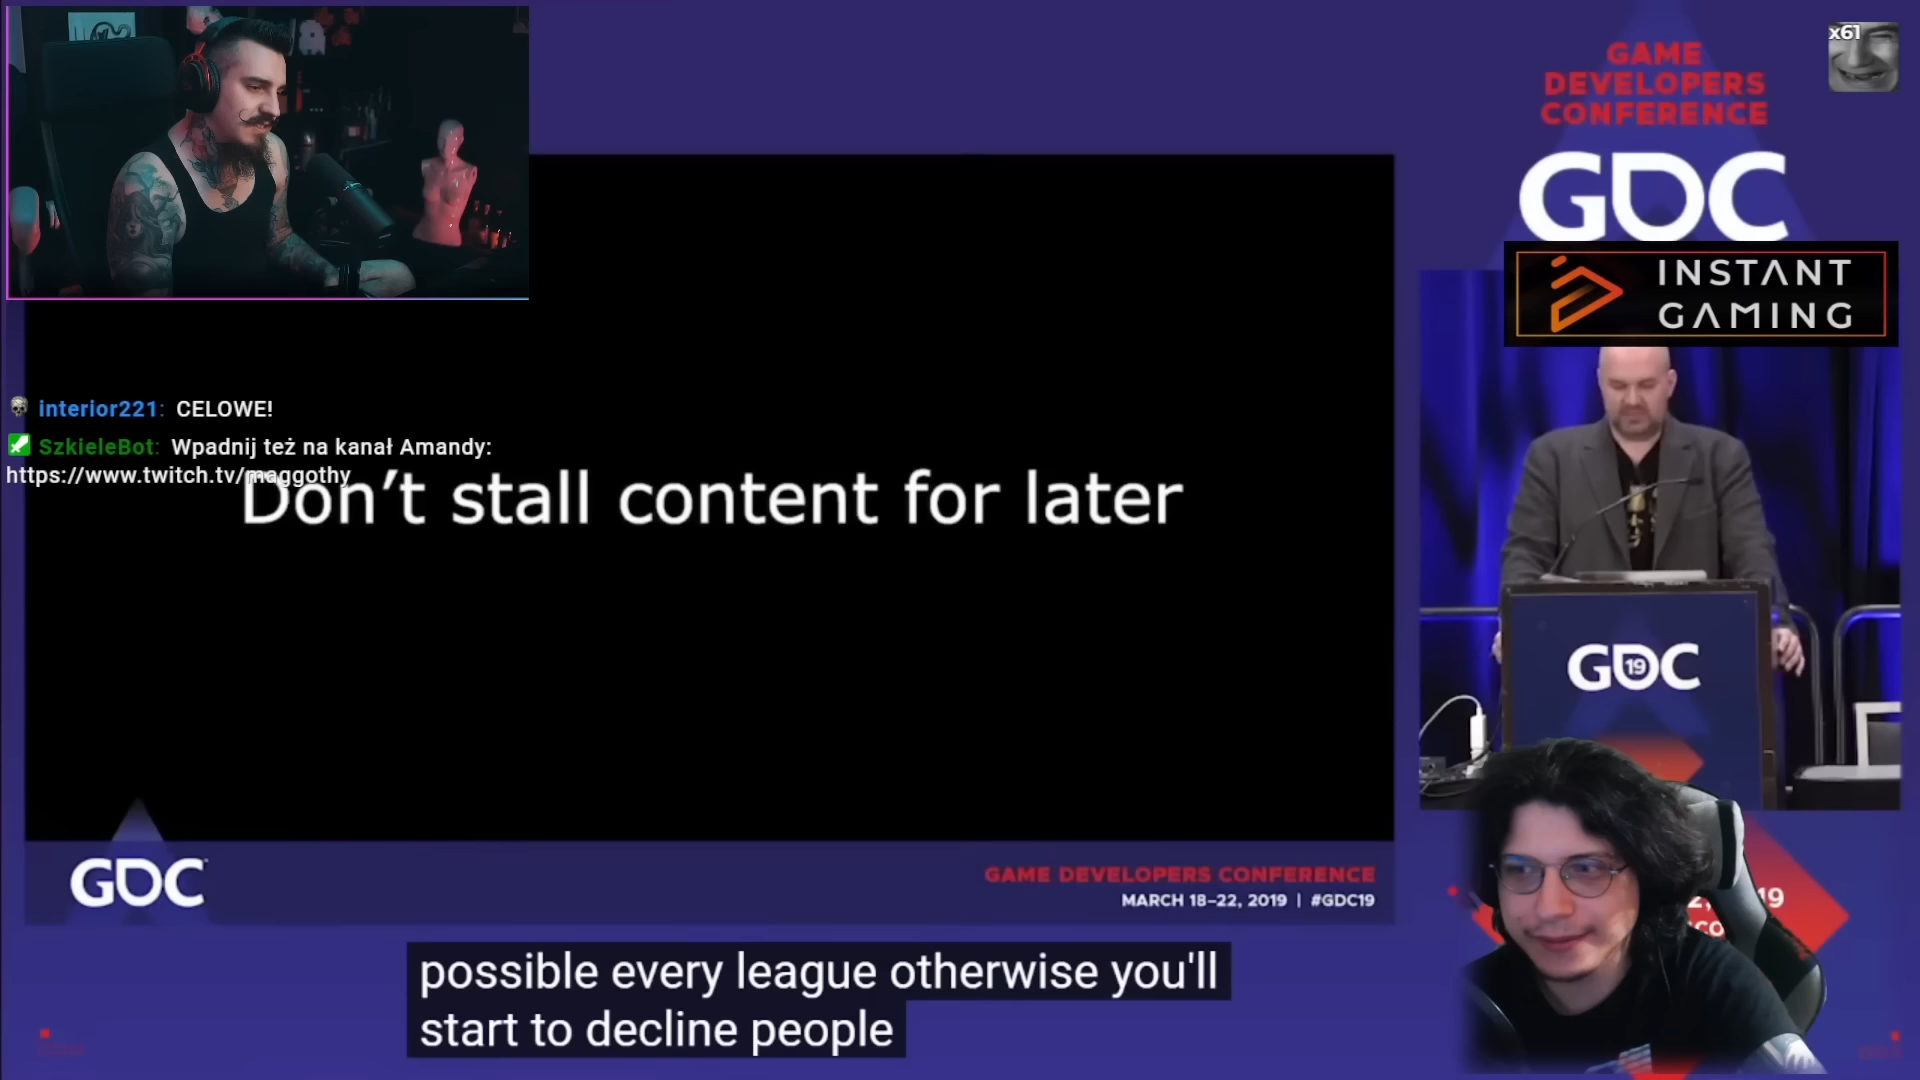 x61
GAME
DEVELOPERS
CONFERENCE
GDC
INSTANT
GAMING
interior221: CELOWE!
SzkieleBot: Wpadnij też na kanał Amandy:
https://www.twitch.tv/maggothy
Don't stall content for later
GDC
19
GDC
GAME DEVELOPERS CONFERENCE
MARCH 18–22, 2019 | #GDC19
19
possible every league otherwise you'll
start to decline people